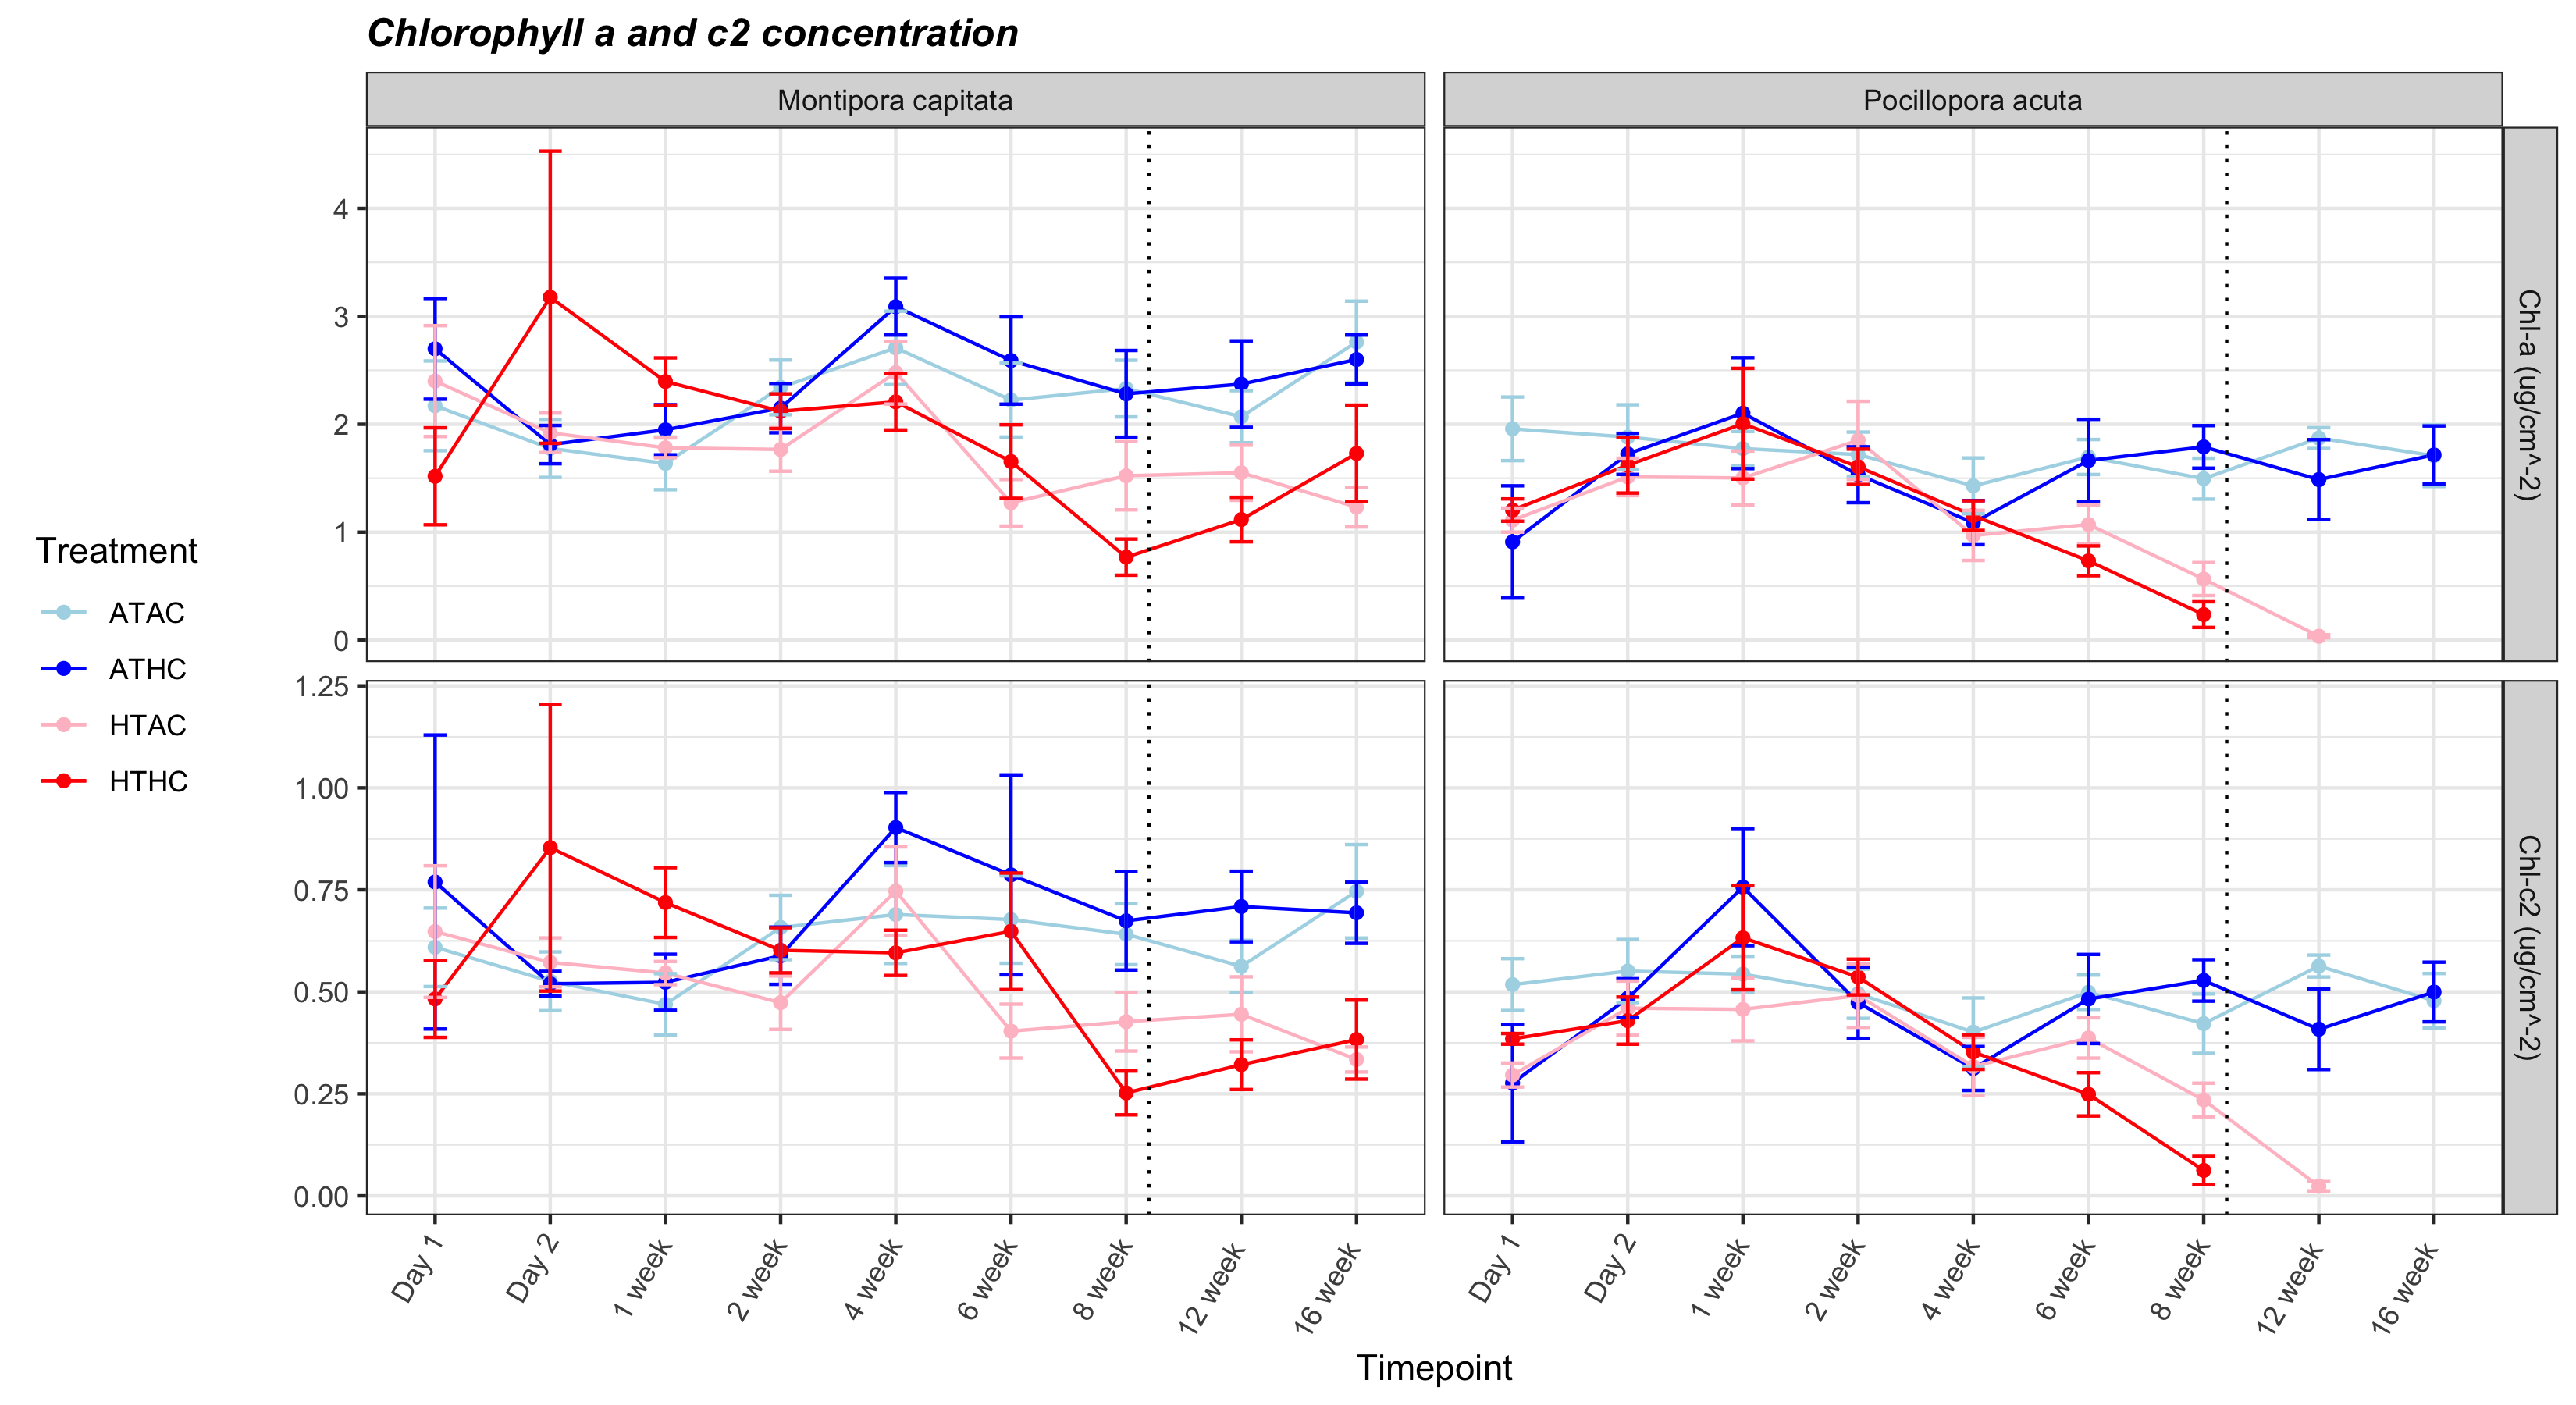 Chlorophyll a and c2 concentration
Montipora capitata
Pocillopora acuta
4
3
2
1
0
Chl-a (ug/cm^-2)
1.25
1.00
0.75
0.50
0.25
0.00
Chl-c2 (ug/cm^-2)
Treatment
ATAC
ATHC
HTAC
HTHC
Day 1
Day 2
1 week
2 week
4 week
6 week
8 week
12 week
16 week
Day 1
Day 2
1 week
2 week
4 week
6 week
8 week
12 week
16 week
Timepoint